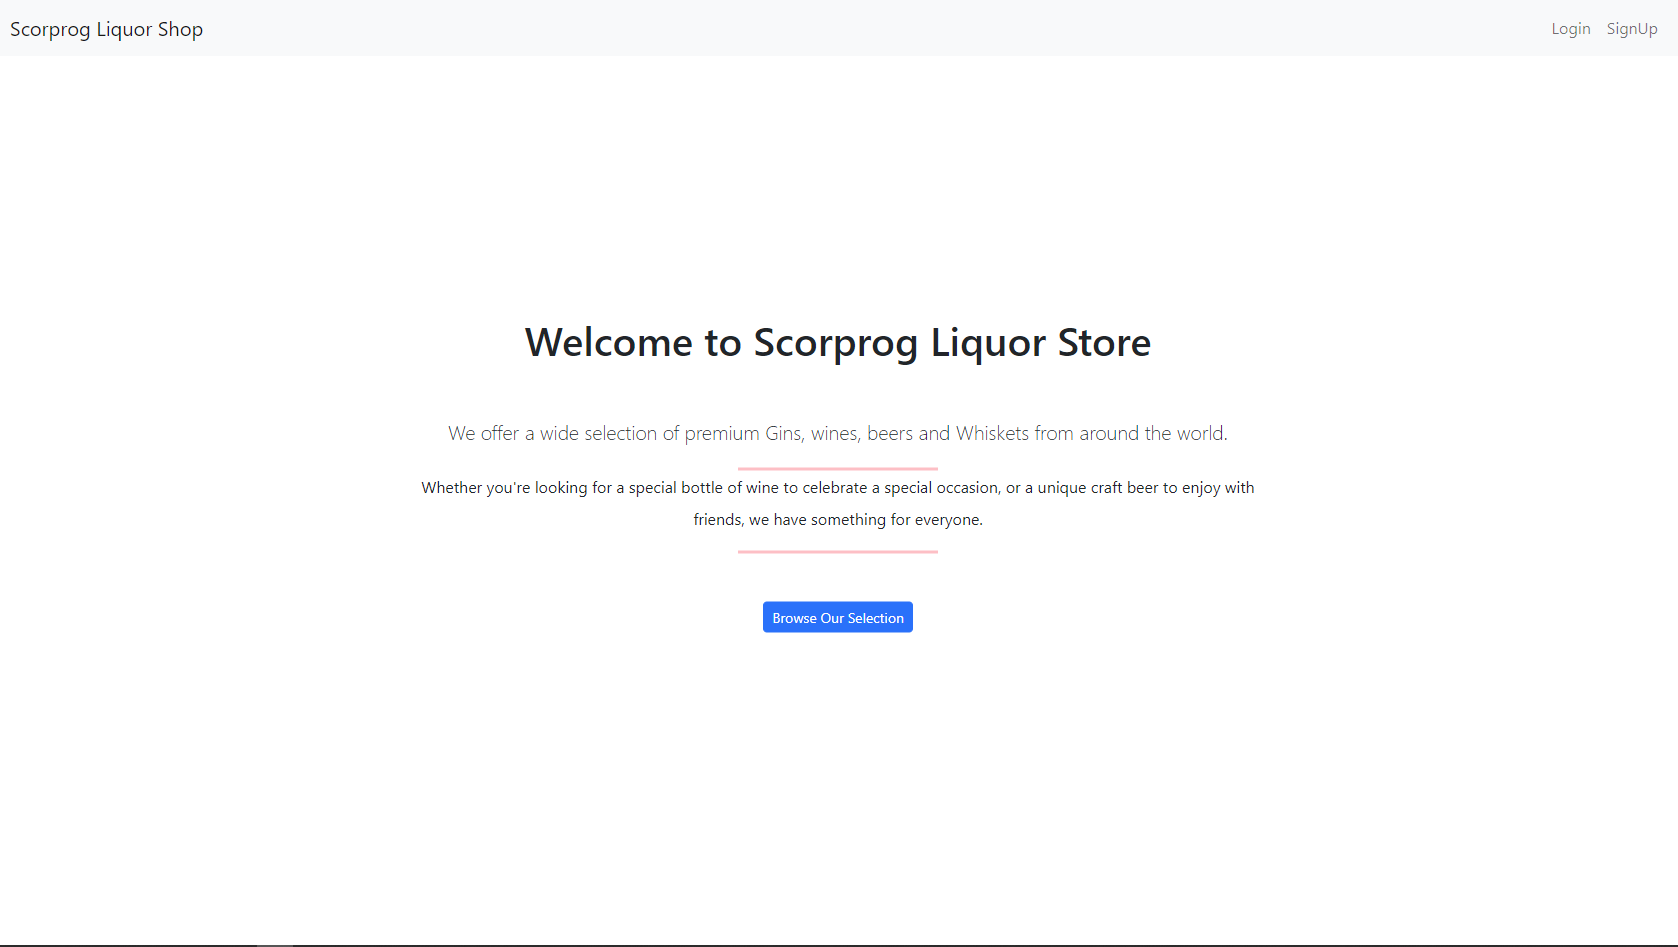 Scorprog Liquor Shop
Login
SignUp
Welcome to Scorprog Liquor Store
We offer a wide selection of premium Gins, wines, beers and Whiskets from around the world.
Whether you're looking for a special bottle of wine to celebrate a special occasion, or a unique craft beer to enjoy with
friends, we have something for everyone.
Browse Our Selection